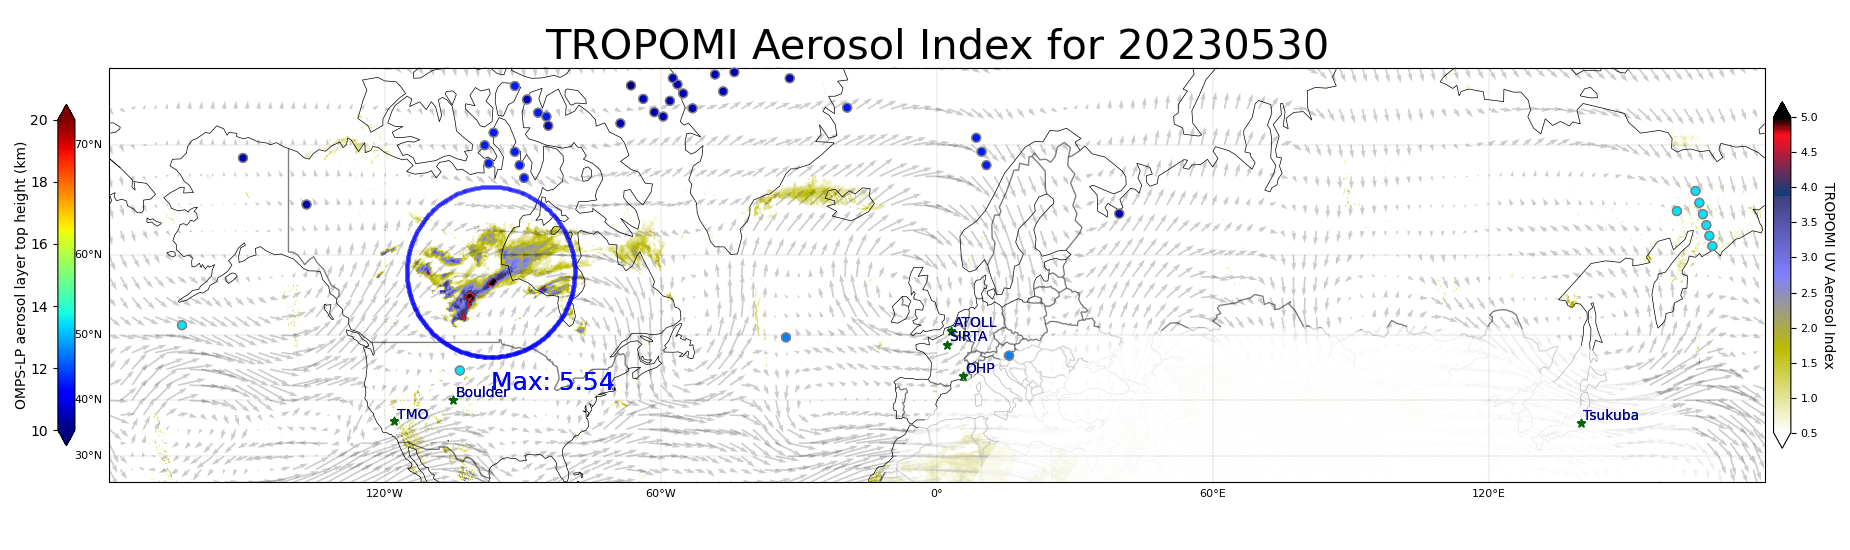 TROPOMI Aerosol Index for 20230530
OMPS-LP aerosol layer top height (km)
20
18
16
14
12
10
70°N
60°N
50°N
40°N
30°N
120°W
60°W
0°
60°E
120°E
ATOLL
SIRTA
OHP
Max: 5.54
Boulder
TMO
Tsukuba
5.0
4.5
4.0
3.5
3.0
2.5
2.0
1.5
1.0
0.5
TROPOMI UV Aerosol Index